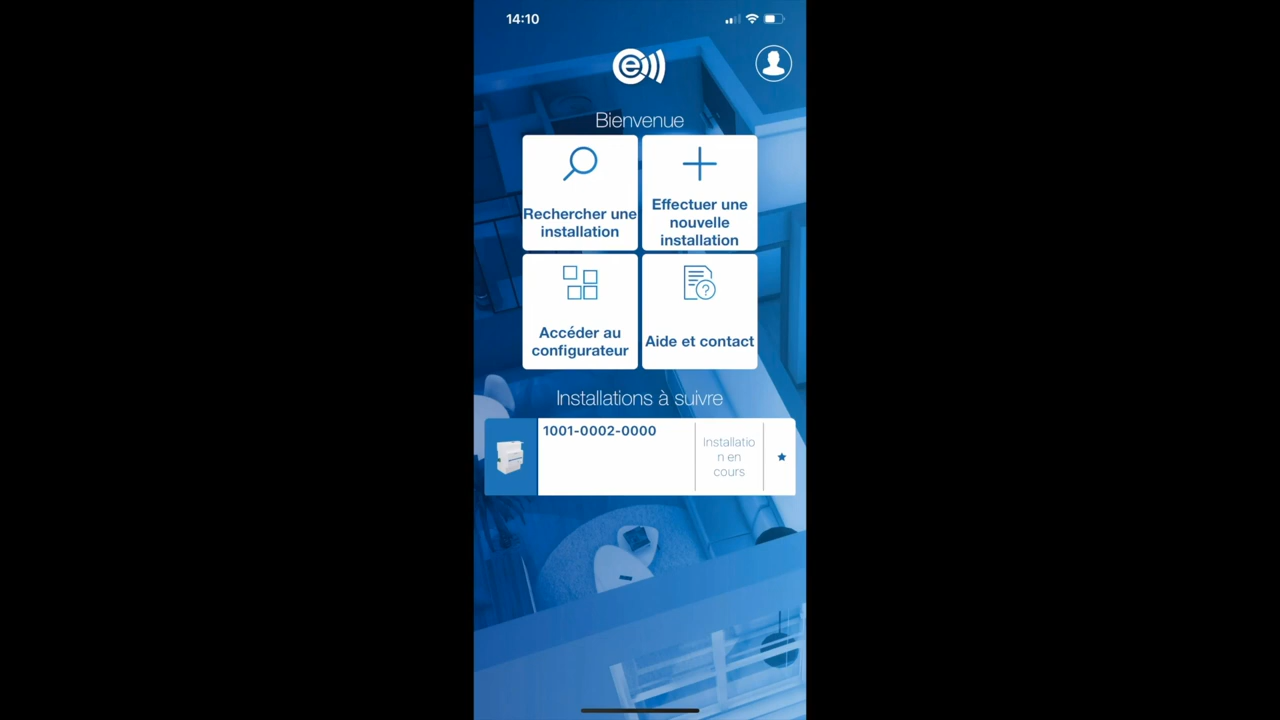 14:10
e
Bienvenue
Rechercher une
installation
Effectuer une
nouvelle
installation
Accéder au
configurateur
?
Aide et contact
Installations à suivre
1001-0002-0000
Installatio
n en
cours